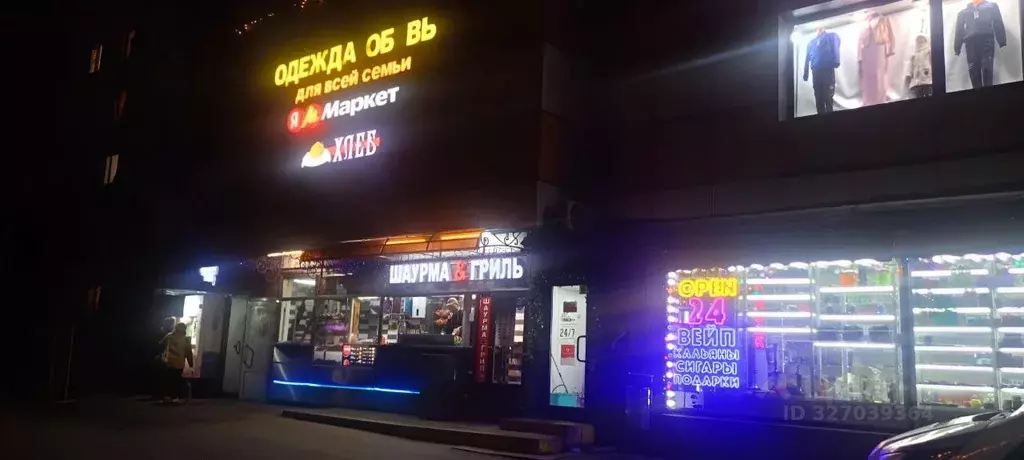 ОДЕЖДА ОБ ВЬ
ДЛЯ ВСЕЙ СЕМЬИ
Я М Маркет
ХЛЕБ
ШАУРМА & ГРИЛЬ
ШАУРМА ГРИЛЬ
24/7
OPEN
24
ВЕЙП
КАЛЬЯНЫ
СИГАРЫ
ПОДАРКИ
ID 327039364